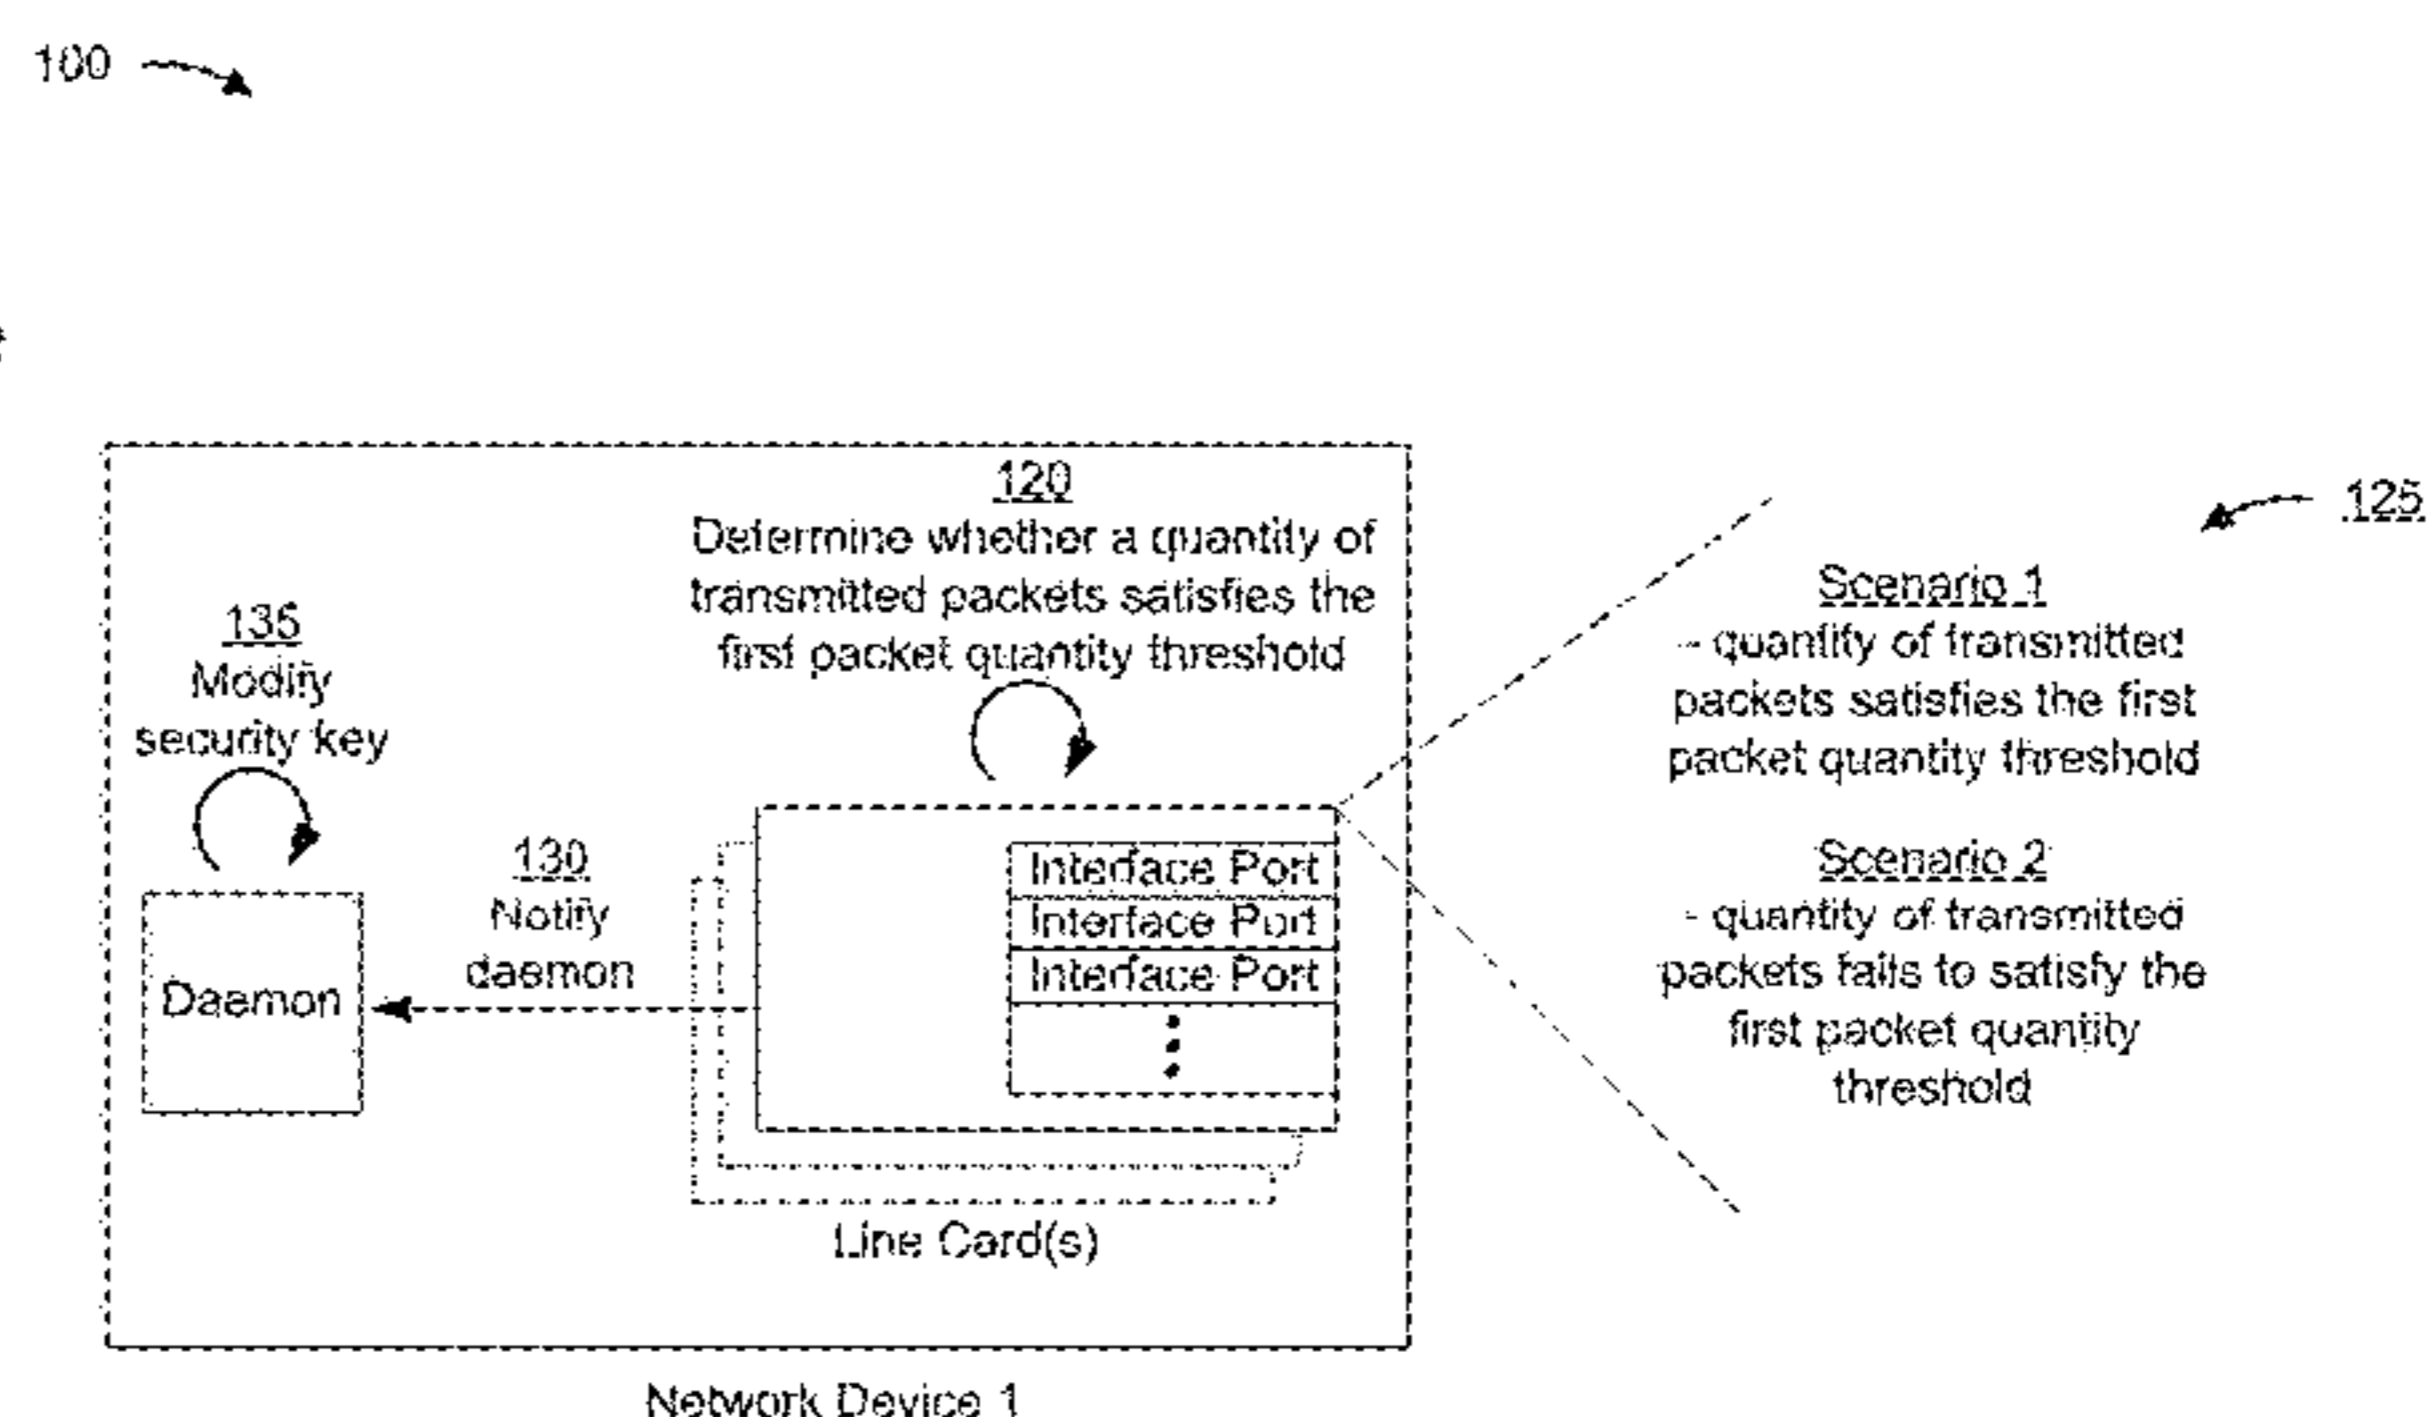 100
120
Determine whether a quantity of
transmitted packets satisfies the
first packet quantity threshold
135
Modify
security key
130
Notify
daemon
Daemon
Interface Port
Interface Port
Interface Port
Line Card(s)
Network Device 1
125
Scenario 1
- quantity of transmitted
packets satisfies the first
packet quantity threshold
Scenario 2
- quantity of transmitted
packets fails to satisfy the
first packet quantity
threshold